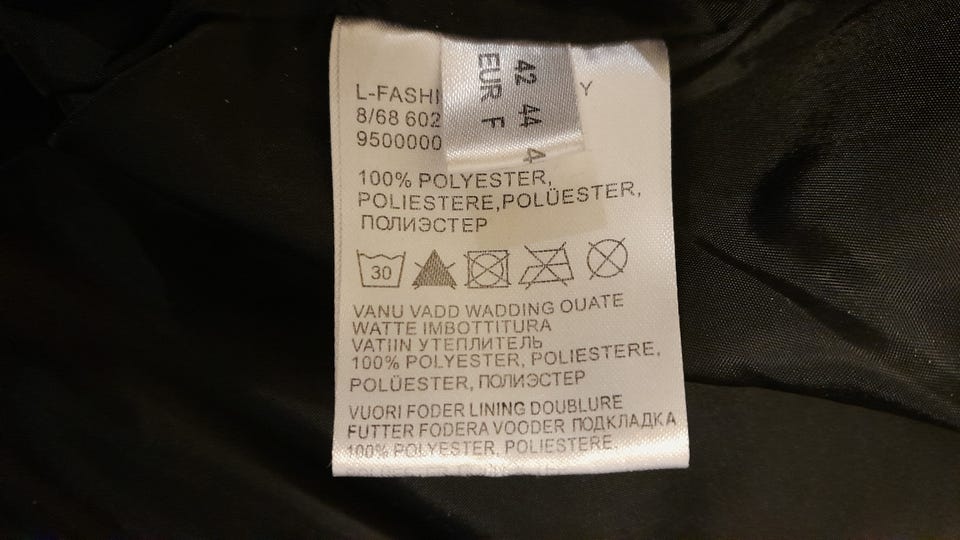 L-FASHI Y
8/68 602
9500000
42 44 4
EUR F
100% POLYESTER,
POLIESTERE,POLÜESTER,
ПОЛИЭСТЕР
30
VANU VADD WADDING OUATE
WATTE IMBOTTITURA
VATIIN УТЕПЛИТЕЛЬ
100% POLYESTER, POLIESTERE,
POLÜESTER, ПОЛИЭСТЕР
VUORI FODER LINING DOUBLURE
FUTTER FODERA VOODER ПОДКЛАДКА
100% POLYESTER, POLIESTERE,